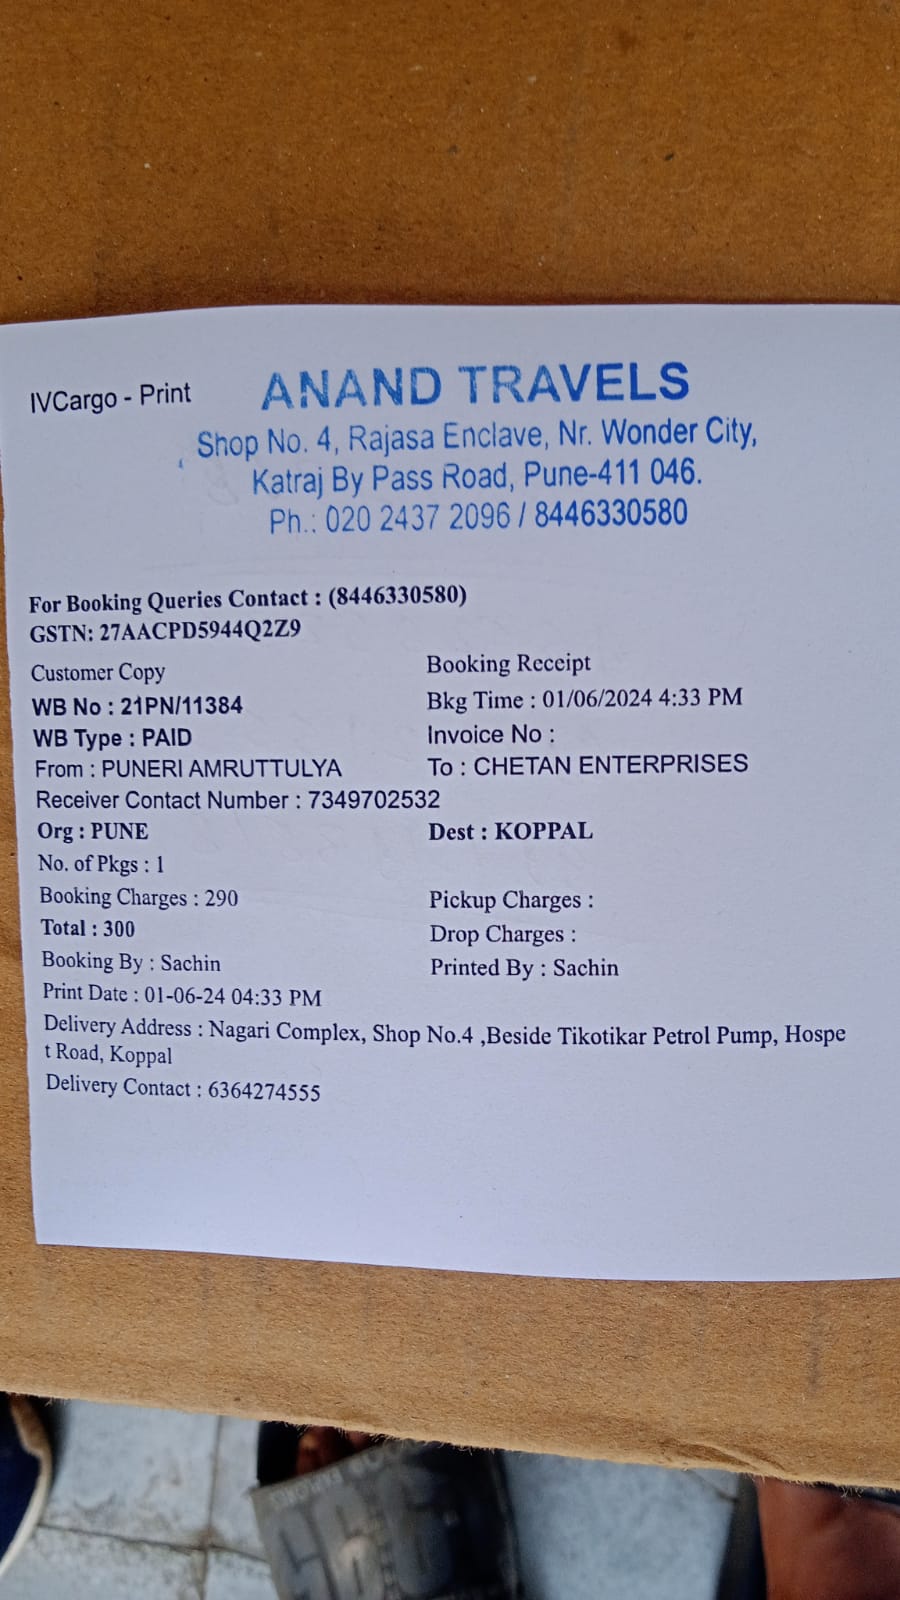 IVCargo - Print
ANAND TRAVELS
Shop No. 4, Rajasa Enclave, Nr. Wonder City,
Katraj By Pass Road, Pune-411 046.
Ph.: 020 2437 2096 / 8446330580
For Booking Queries Contact : (8446330580)
GSTN: 27AACPD5944Q2Z9
Customer Copy Booking Receipt
WB No : 21PN/11384 Bkg Time : 01/06/2024 4:33 PM
WB Type : PAID Invoice No :
From : PUNERI AMRUTTULYA To : CHETAN ENTERPRISES
Receiver Contact Number : 7349702532
Org : PUNE Dest : KOPPAL
No. of Pkgs : 1
Booking Charges : 290 Pickup Charges :
Total : 300 Drop Charges :
Booking By : Sachin Printed By : Sachin
Print Date : 01-06-24 04:33 PM
Delivery Address : Nagari Complex, Shop No.4 ,Beside Tikotikar Petrol Pump, Hospe
t Road, Koppal
Delivery Contact : 6364274555